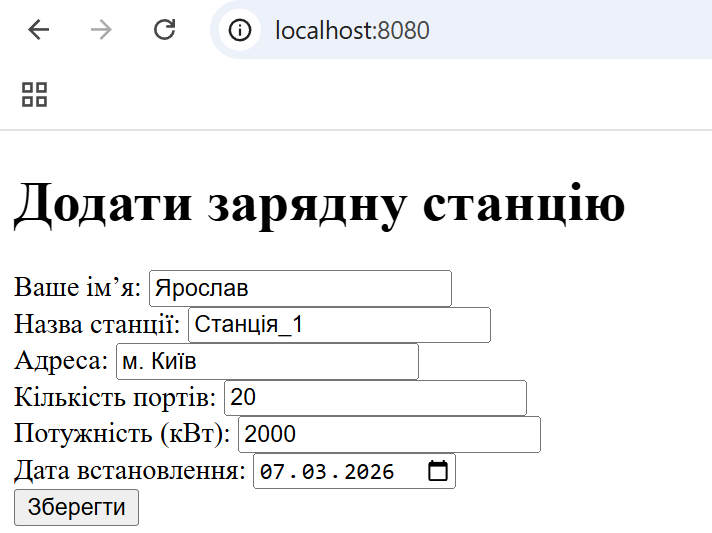 localhost:8080
Додати зарядну станцію
Ваше ім’я: Ярослав
Назва станції: Станція_1
Адреса: м. Київ
Кількість портів: 20
Потужність (кВт): 2000
Дата встановлення: 07.03.2026
Зберегти